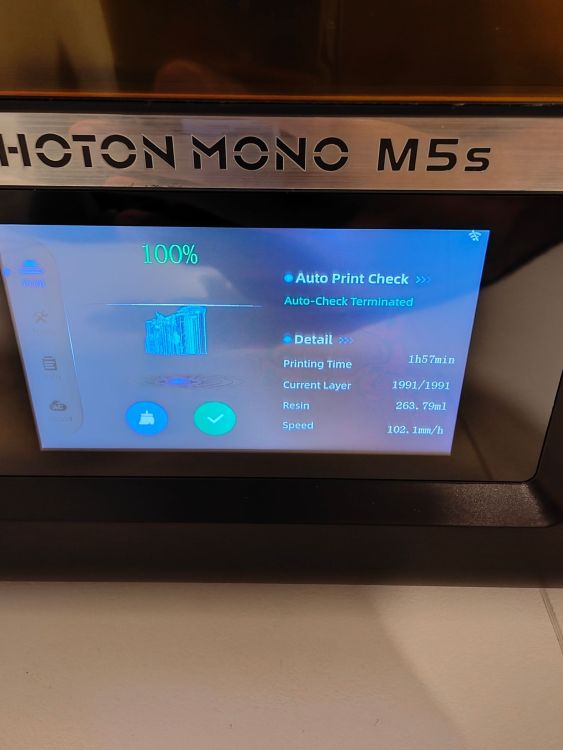 HOTON MONO M5s
100%
Auto Print Check >>>
Auto-Check Terminated
Detail >>>
Printing Time 1h57min
Current Layer 1991/1991
Resin 263.79ml
Speed 102.1mm/h